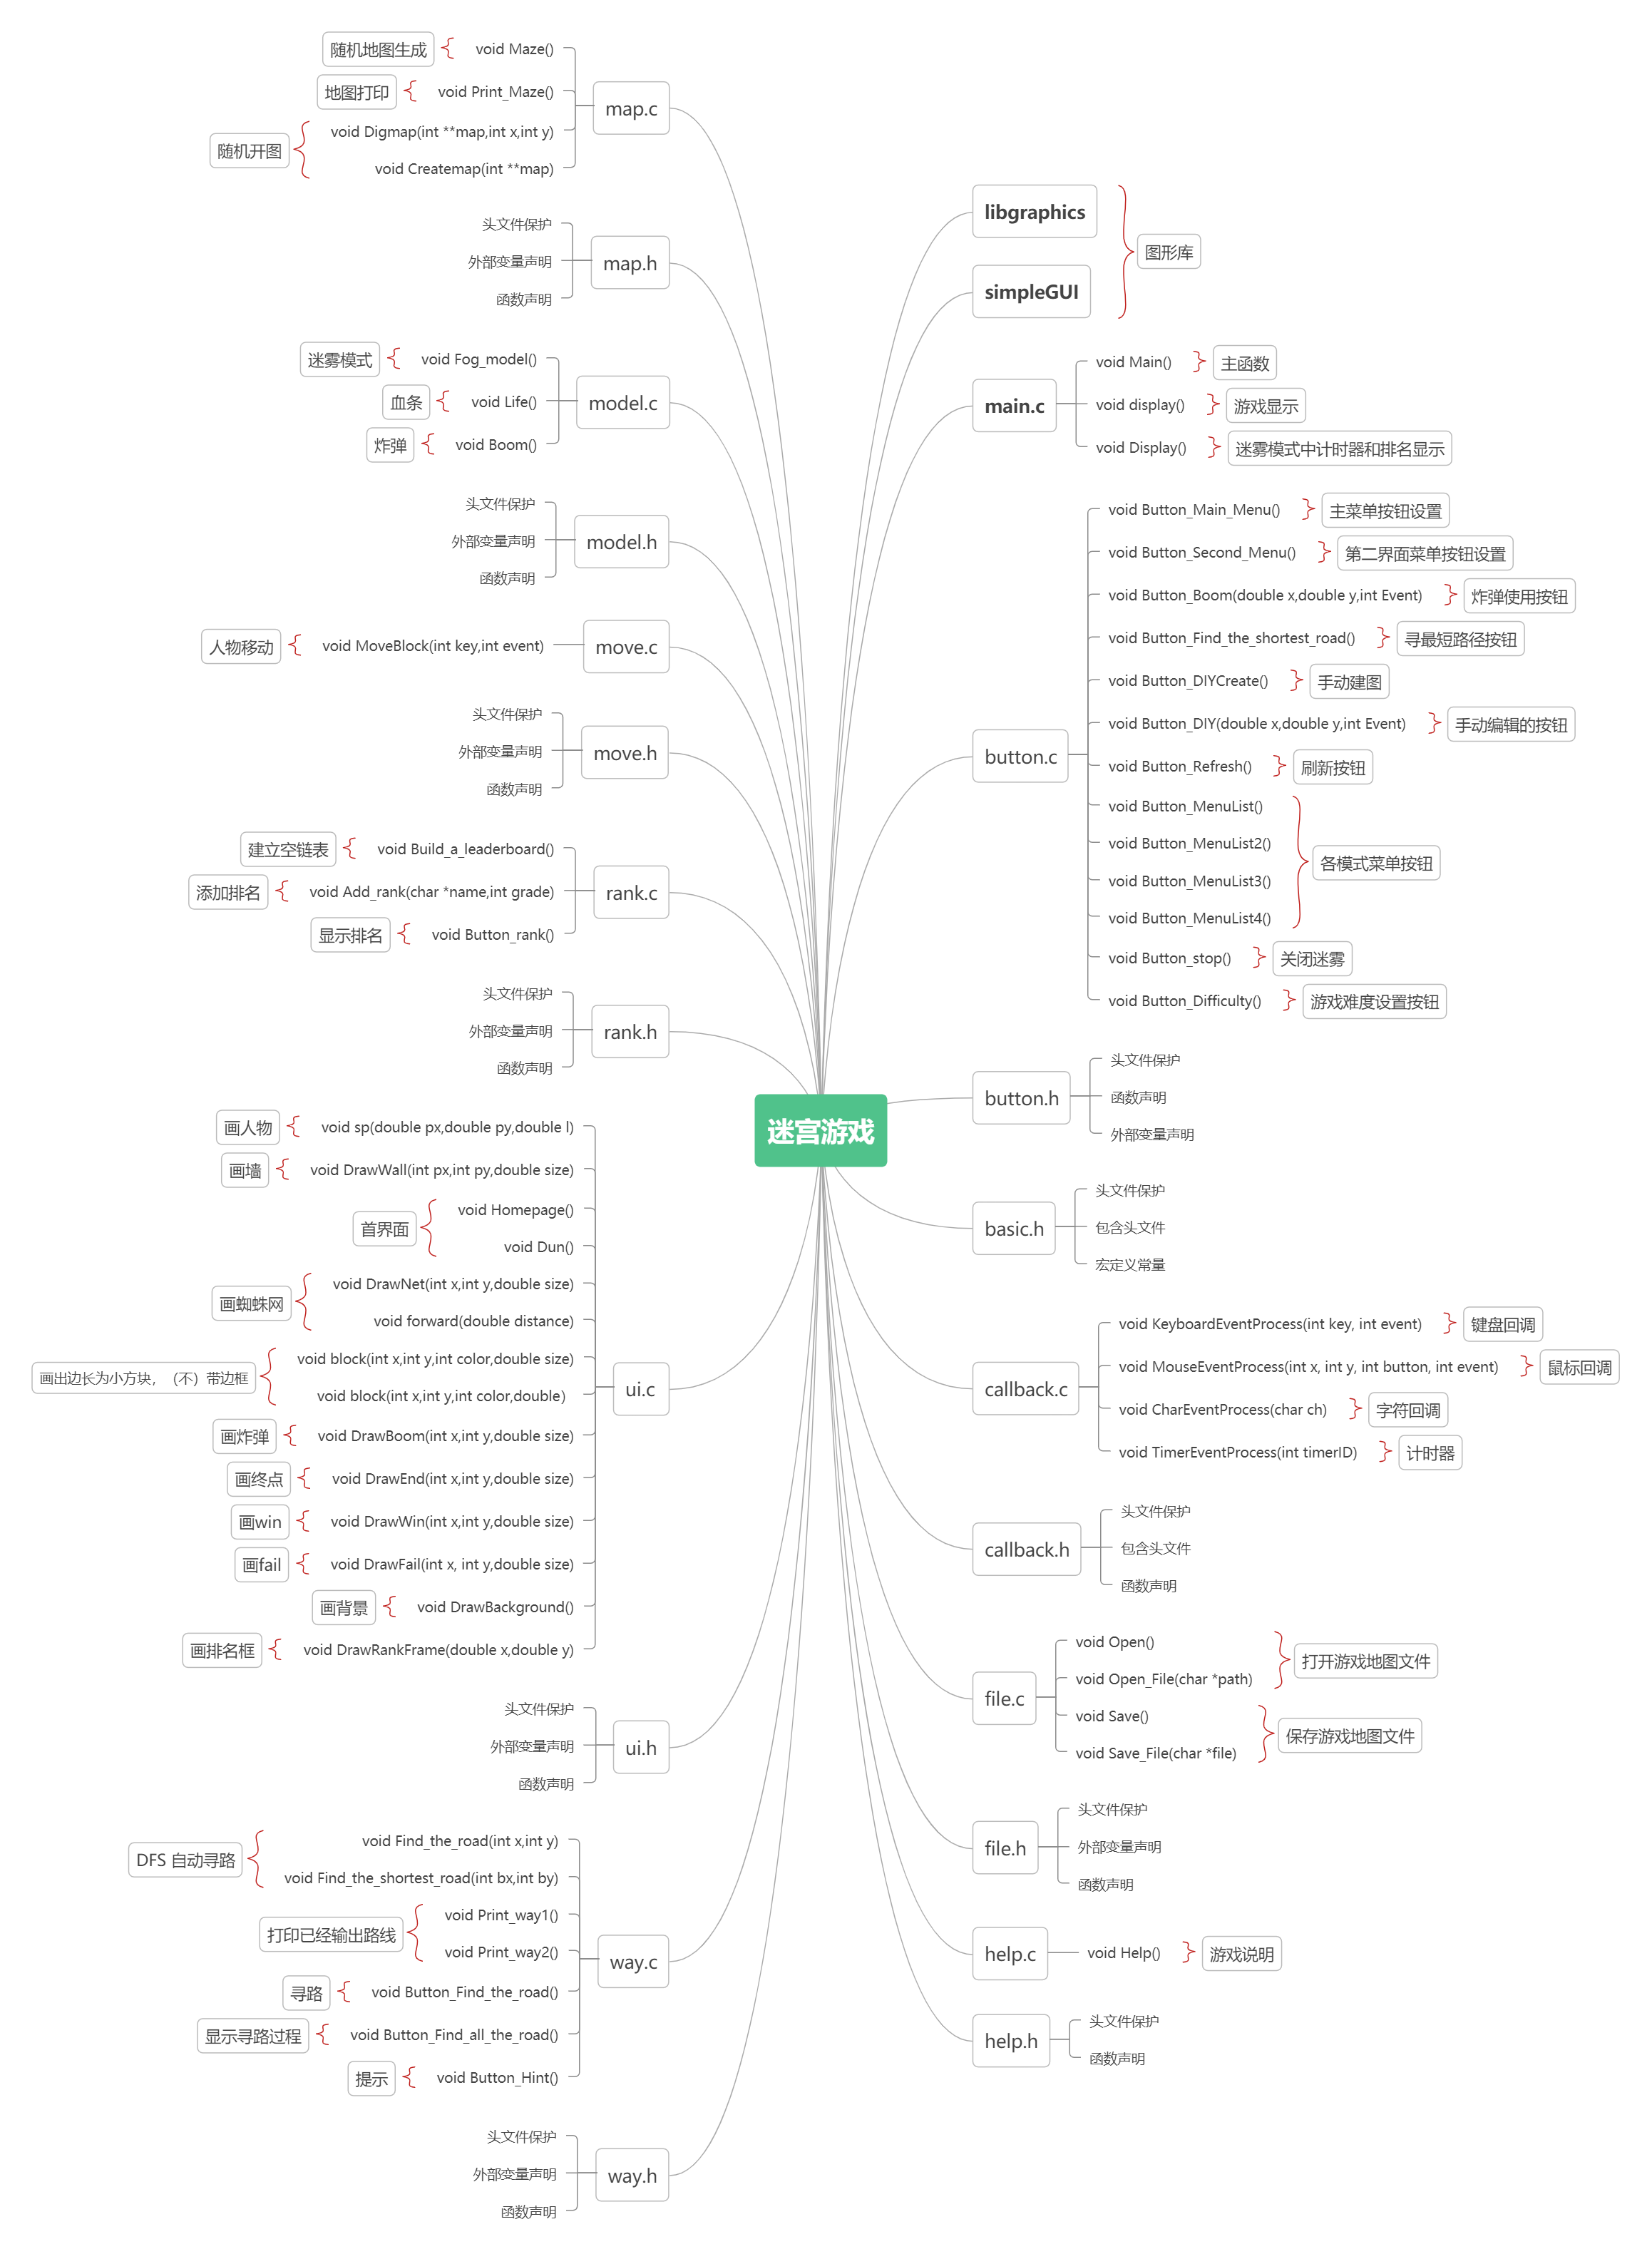 迷宫游戏
libgraphics
simpleGUI
图形库
main.c
void Main()
主函数
void display()
游戏显示
void Display()
迷雾模式中计时器和排名显示
button.c
void Button_Main_Menu()
主菜单按钮设置
void Button_Second_Menu()
第二界面菜单按钮设置
void Button_Boom(double x,double y,int Event)
炸弹使用按钮
void Button_Find_the_shortest_road()
寻最短路径按钮
void Button_DIYCreate()
手动建图
void Button_DIY(double x,double y,int Event)
手动编辑的按钮
void Button_Refresh()
刷新按钮
void Button_MenuList()
void Button_MenuList2()
void Button_MenuList3()
void Button_MenuList4()
各模式菜单按钮
void Button_stop()
关闭迷雾
void Button_Difficulty()
游戏难度设置按钮
button.h
头文件保护
函数声明
外部变量声明
basic.h
头文件保护
包含头文件
宏定义常量
callback.c
void KeyboardEventProcess(int key, int event)
键盘回调
void MouseEventProcess(int x, int y, int button, int event)
鼠标回调
void CharEventProcess(char ch)
字符回调
void TimerEventProcess(int timerID)
计时器
callback.h
头文件保护
包含头文件
函数声明
file.c
void Open()
void Open_File(char *path)
打开游戏地图文件
void Save()
void Save_File(char *file)
保存游戏地图文件
file.h
头文件保护
外部变量声明
函数声明
help.c
void Help()
游戏说明
help.h
头文件保护
函数声明
map.c
void Maze()
随机地图生成
void Print_Maze()
地图打印
void Digmap(int **map,int x,int y)
void Createmap(int **map)
随机开图
map.h
头文件保护
外部变量声明
函数声明
model.c
void Fog_model()
迷雾模式
void Life()
血条
void Boom()
炸弹
model.h
头文件保护
外部变量声明
函数声明
move.c
void MoveBlock(int key,int event)
人物移动
move.h
头文件保护
外部变量声明
函数声明
rank.c
void Build_a_leaderboard()
建立空链表
void Add_rank(char *name,int grade)
添加排名
void Button_rank()
显示排名
rank.h
头文件保护
外部变量声明
函数声明
ui.c
void sp(double px,double py,double l)
画人物
void DrawWall(int px,int py,double size)
画墙
void Homepage()
void Dun()
首界面
void DrawNet(int x,int y,double size)
void forward(double distance)
画蜘蛛网
void block(int x,int y,int color,double size)
void block(int x,int y,int color,double)
画出边长为小方块，（不）带边框
void DrawBoom(int x,int y,double size)
画炸弹
void DrawEnd(int x,int y,double size)
画终点
void DrawWin(int x,int y,double size)
画win
void DrawFail(int x, int y,double size)
画fail
void DrawBackground()
画背景
void DrawRankFrame(double x,double y)
画排名框
ui.h
头文件保护
外部变量声明
函数声明
way.c
void Find_the_road(int x,int y)
void Find_the_shortest_road(int bx,int by)
DFS 自动寻路
void Print_way1()
void Print_way2()
打印已经输出路线
void Button_Find_the_road()
寻路
void Button_Find_all_the_road()
显示寻路过程
void Button_Hint()
提示
way.h
头文件保护
外部变量声明
函数声明